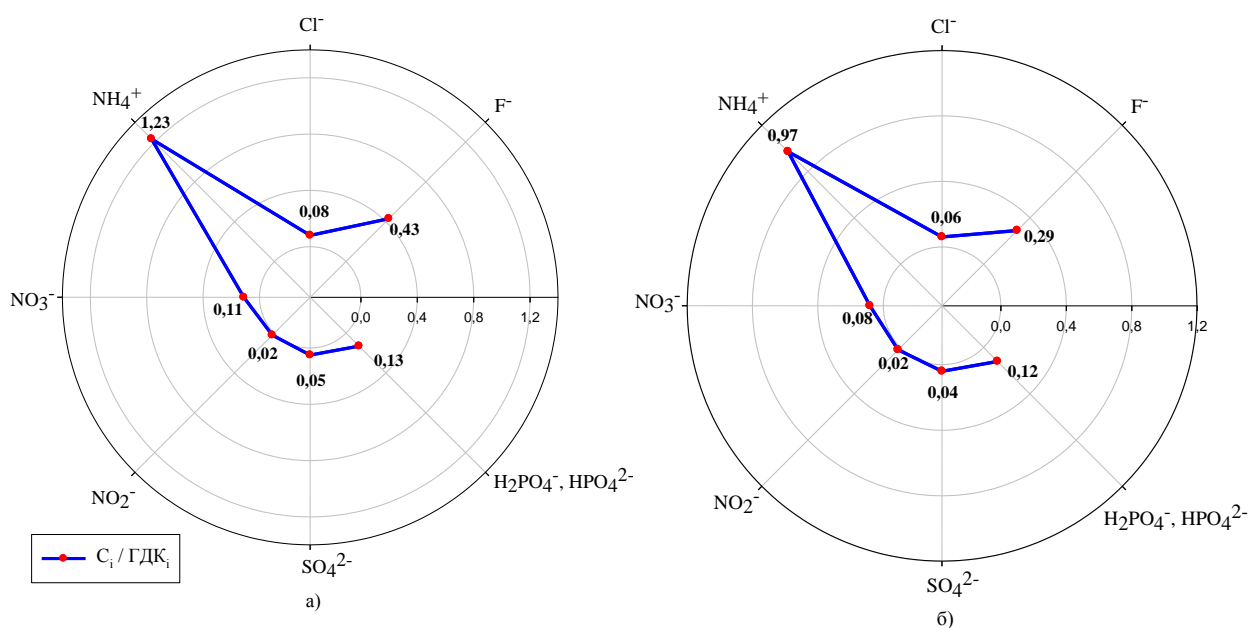 Cl⁻
F⁻
NH₄⁺
1,23
0,08
0,43
NO₃⁻
0,11
0,0
0,4
0,8
1,2
0,02
0,05
0,13
NO₂⁻
H₂PO₄⁻, HPO₄²⁻
SO₄²⁻
Cᵢ / ГДКᵢ
а)
Cl⁻
F⁻
NH₄⁺
0,97
0,06
0,29
NO₃⁻
0,08
0,0
0,4
0,8
1,2
0,02
0,04
0,12
NO₂⁻
H₂PO₄⁻, HPO₄²⁻
SO₄²⁻
б)